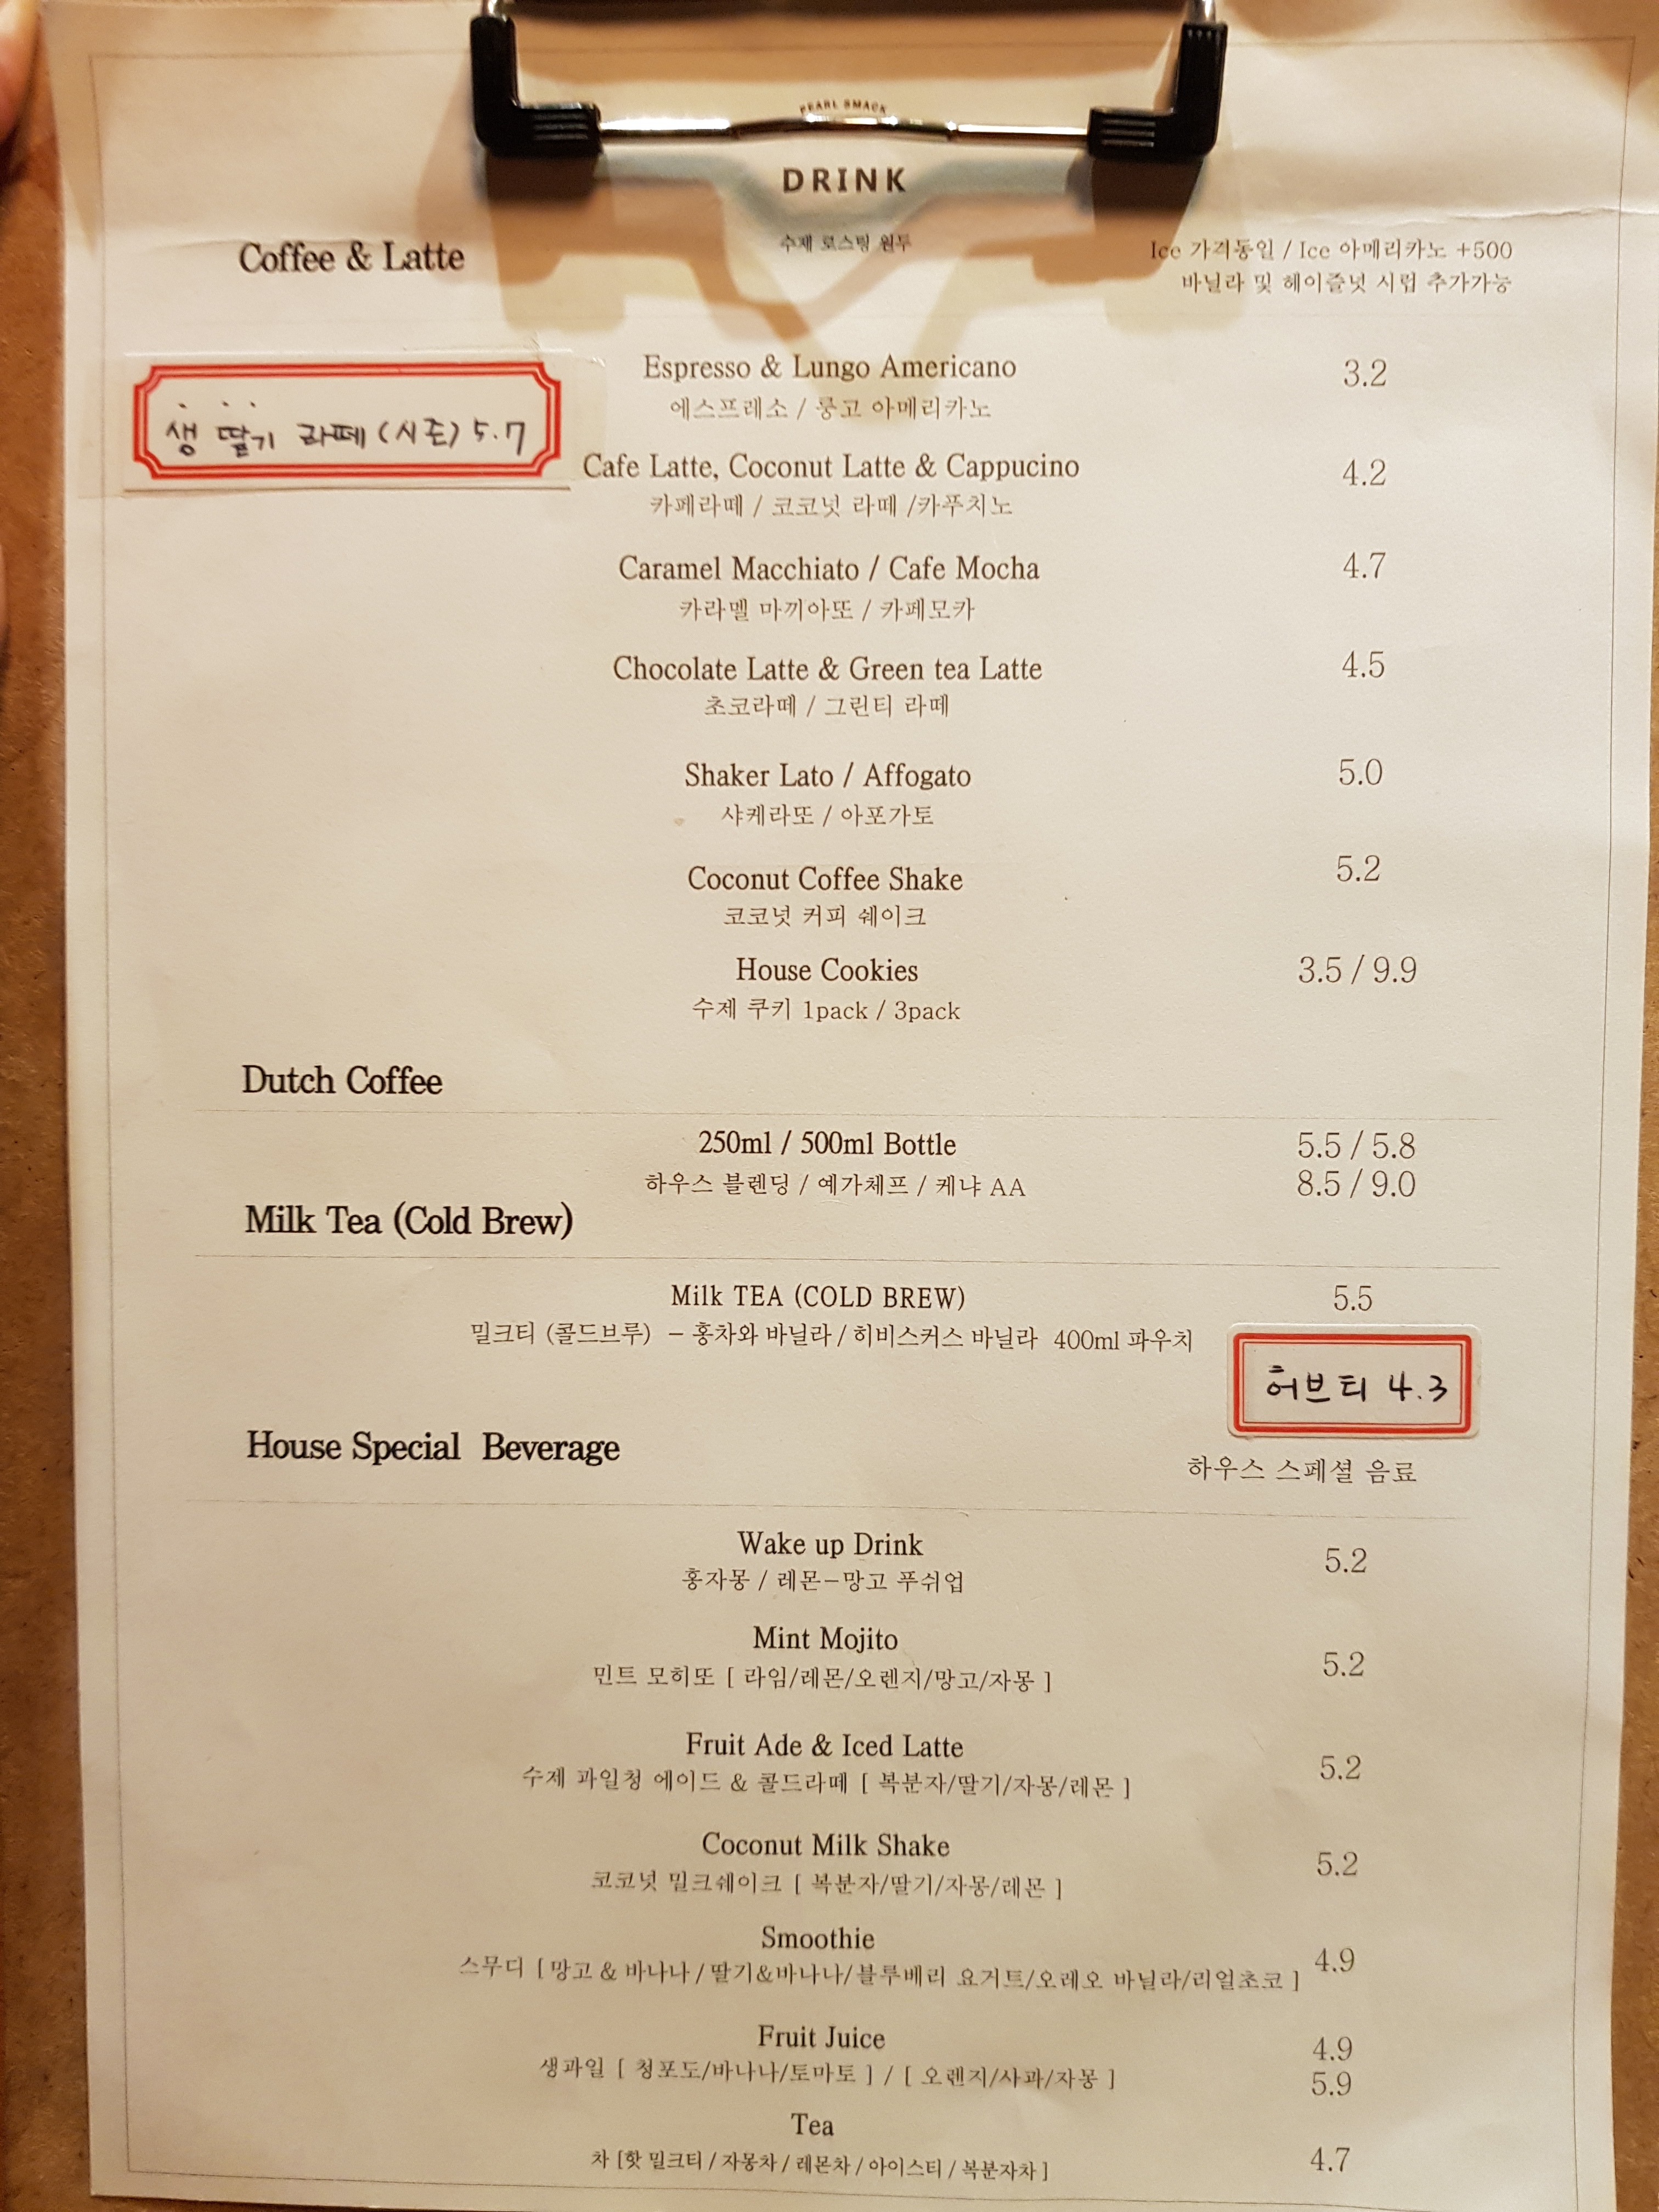 PEARL SMACK
DRINK
Coffee & Latte
수제 로스팅 원두
Ice 가격동일 / Ice 아메리카노 +500
바닐라 및 헤이즐넛 시럽 추가가능
생 딸기 라떼 (시즌) 5.7
Espresso & Lungo Americano 3.2
에스프레소 / 룽고 아메리카노
Cafe Latte, Coconut Latte & Cappucino 4.2
카페라떼 / 코코넛 라떼 /카푸치노
Caramel Macchiato / Cafe Mocha 4.7
카라멜 마끼아또 / 카페모카
Chocolate Latte & Green tea Latte 4.5
초코라떼 / 그린티 라떼
Shaker Lato / Affogato 5.0
샤케라또 / 아포가토
Coconut Coffee Shake 5.2
코코넛 커피 쉐이크
House Cookies 3.5 / 9.9
수제 쿠키 1pack / 3pack
Dutch Coffee
250ml / 500ml Bottle 5.5 / 5.8
하우스 블렌딩 / 예가체프 / 케냐 AA 8.5 / 9.0
Milk Tea (Cold Brew)
Milk TEA (COLD BREW) 5.5
밀크티 (콜드브루) - 홍차와 바닐라 / 히비스커스 바닐라 400ml 파우치
허브티 4.3
House Special Beverage
하우스 스페셜 음료
Wake up Drink 5.2
홍자몽 / 레몬-망고 푸쉬업
Mint Mojito 5.2
민트 모히또 [ 라임/레몬/오렌지/망고/자몽 ]
Fruit Ade & Iced Latte 5.2
수제 과일청 에이드 & 콜드라떼 [ 복분자/딸기/자몽/레몬 ]
Coconut Milk Shake 5.2
코코넛 밀크쉐이크 [ 복분자/딸기/자몽/레몬 ]
Smoothie 4.9
스무디 [ 망고 & 바나나 / 딸기&바나나/블루베리 요거트/오레오 바닐라/리얼초코 ]
Fruit Juice 4.9
생과일 [ 청포도/바나나/토마토 ] / [ 오렌지/사과/자몽 ] 5.9
Tea
차 [핫 밀크티 / 자몽차 / 레몬차 / 아이스티 / 복분자차 ] 4.7